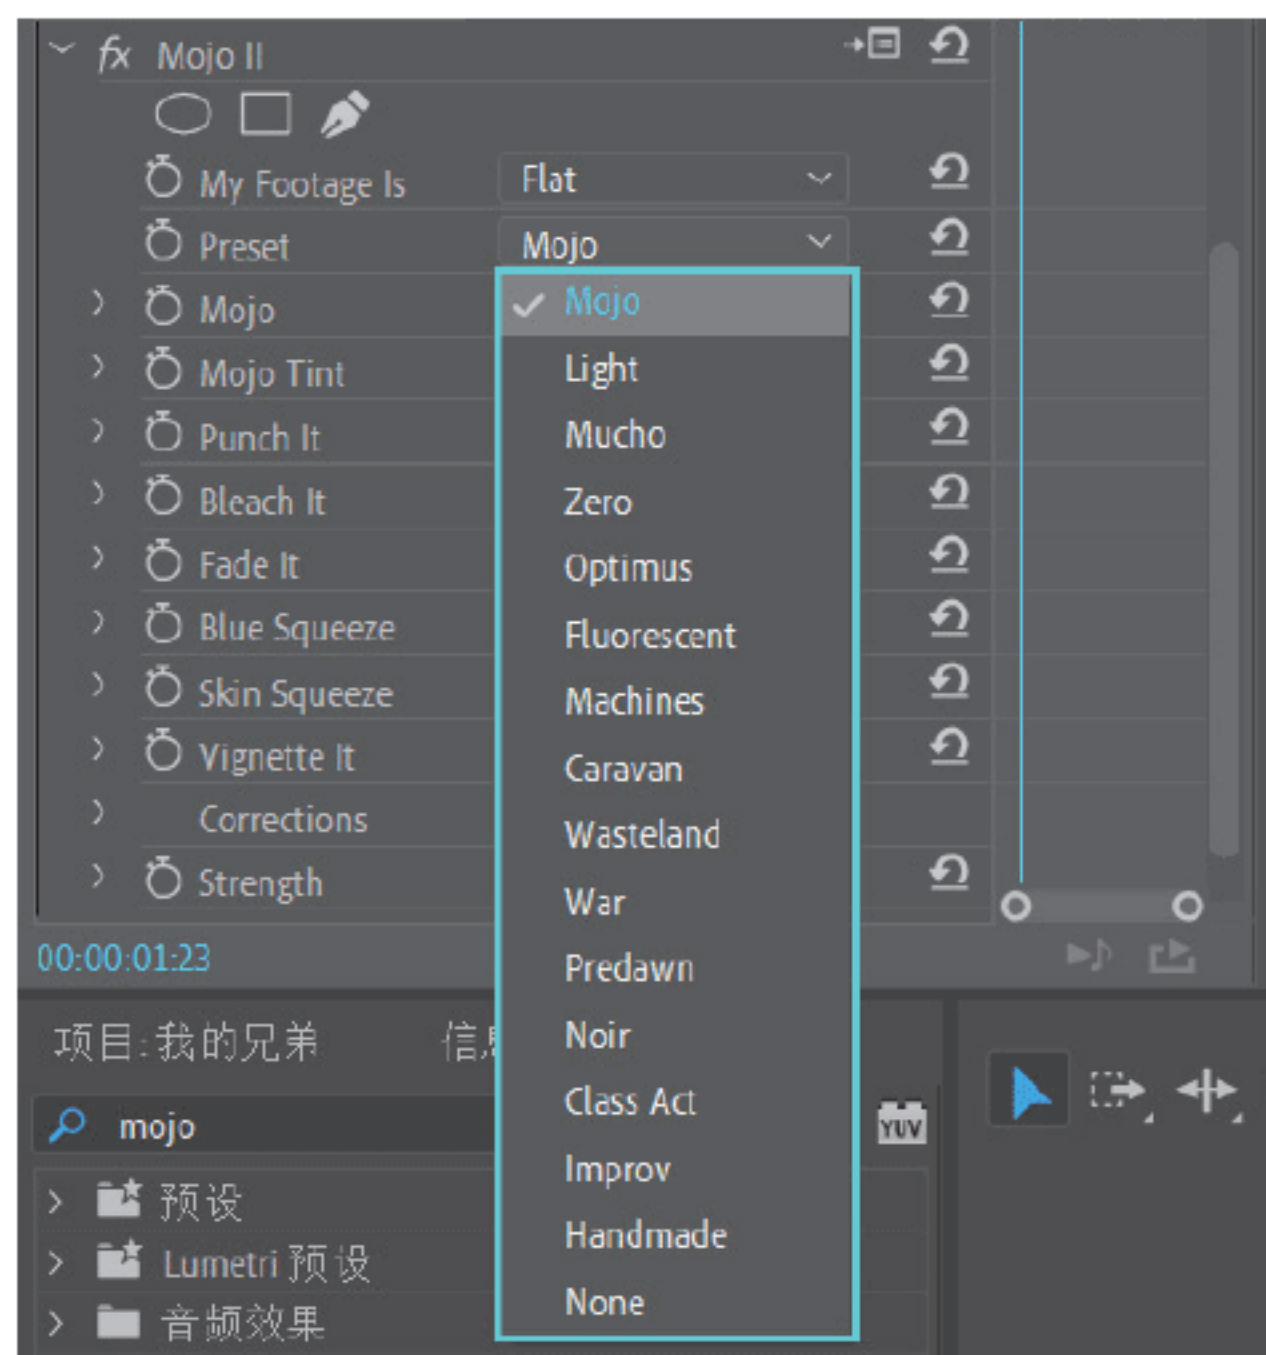 fx Mojo II
My Footage Is Flat
Preset Mojo
Mojo
Mojo Tint
Punch It
Bleach It
Fade It
Blue Squeeze
Skin Squeeze
Vignette It
Corrections
Strength
Mojo
Light
Mucho
Zero
Optimus
Fluorescent
Machines
Caravan
Wasteland
War
Predawn
Noir
Class Act
Improv
Handmade
None
00:00:01:23
项目:我的兄弟 信息
mojo
YUV
预设
Lumetri 预设
音频效果